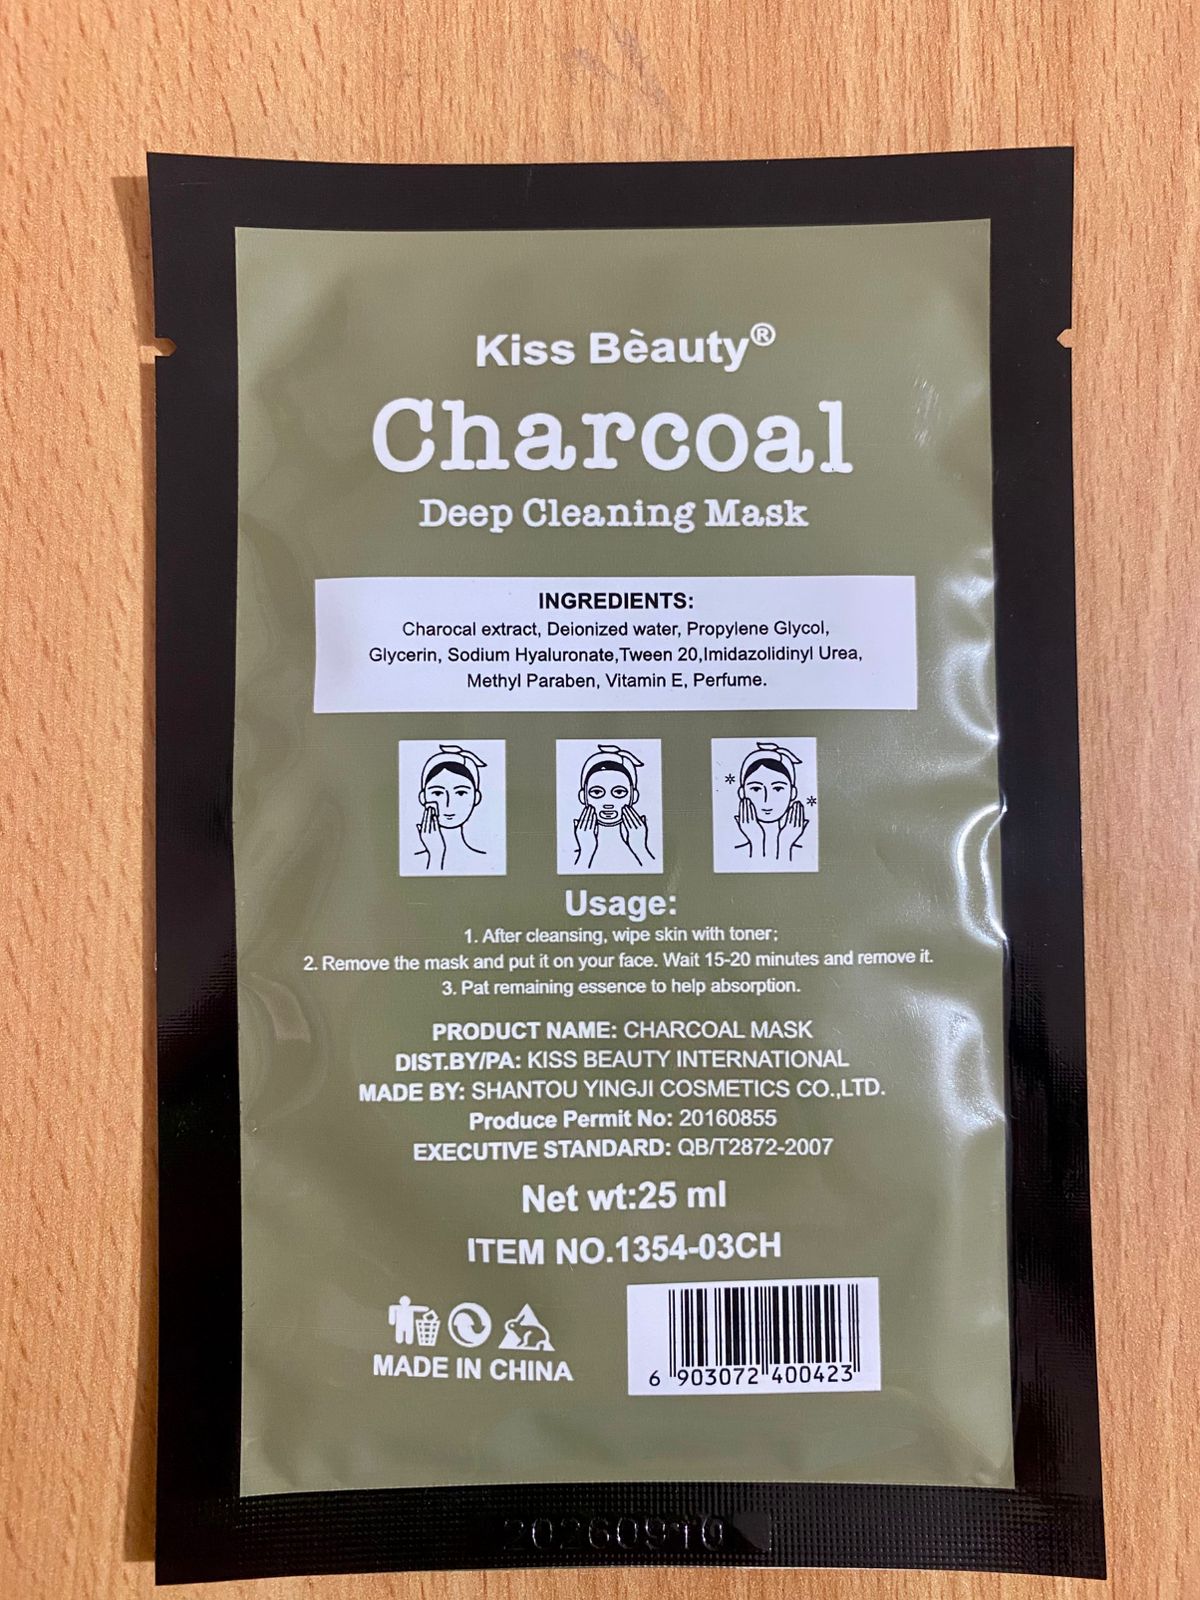 Kiss Bèauty®
Charcoal
Deep Cleaning Mask
INGREDIENTS:
Charocal extract, Deionized water, Propylene Glycol,
Glycerin, Sodium Hyaluronate,Tween 20,Imidazolidinyl Urea,
Methyl Paraben, Vitamin E, Perfume.
Usage:
1. After cleansing, wipe skin with toner;
2. Remove the mask and put it on your face. Wait 15-20 minutes and remove it.
3. Pat remaining essence to help absorption.
PRODUCT NAME: CHARCOAL MASK
DIST.BY/PA: KISS BEAUTY INTERNATIONAL
MADE BY: SHANTOU YINGJI COSMETICS CO.,LTD.
Produce Permit No: 20160855
EXECUTIVE STANDARD: QB/T2872-2007
Net wt:25 ml
ITEM NO.1354-03CH
MADE IN CHINA
6 903072 400423